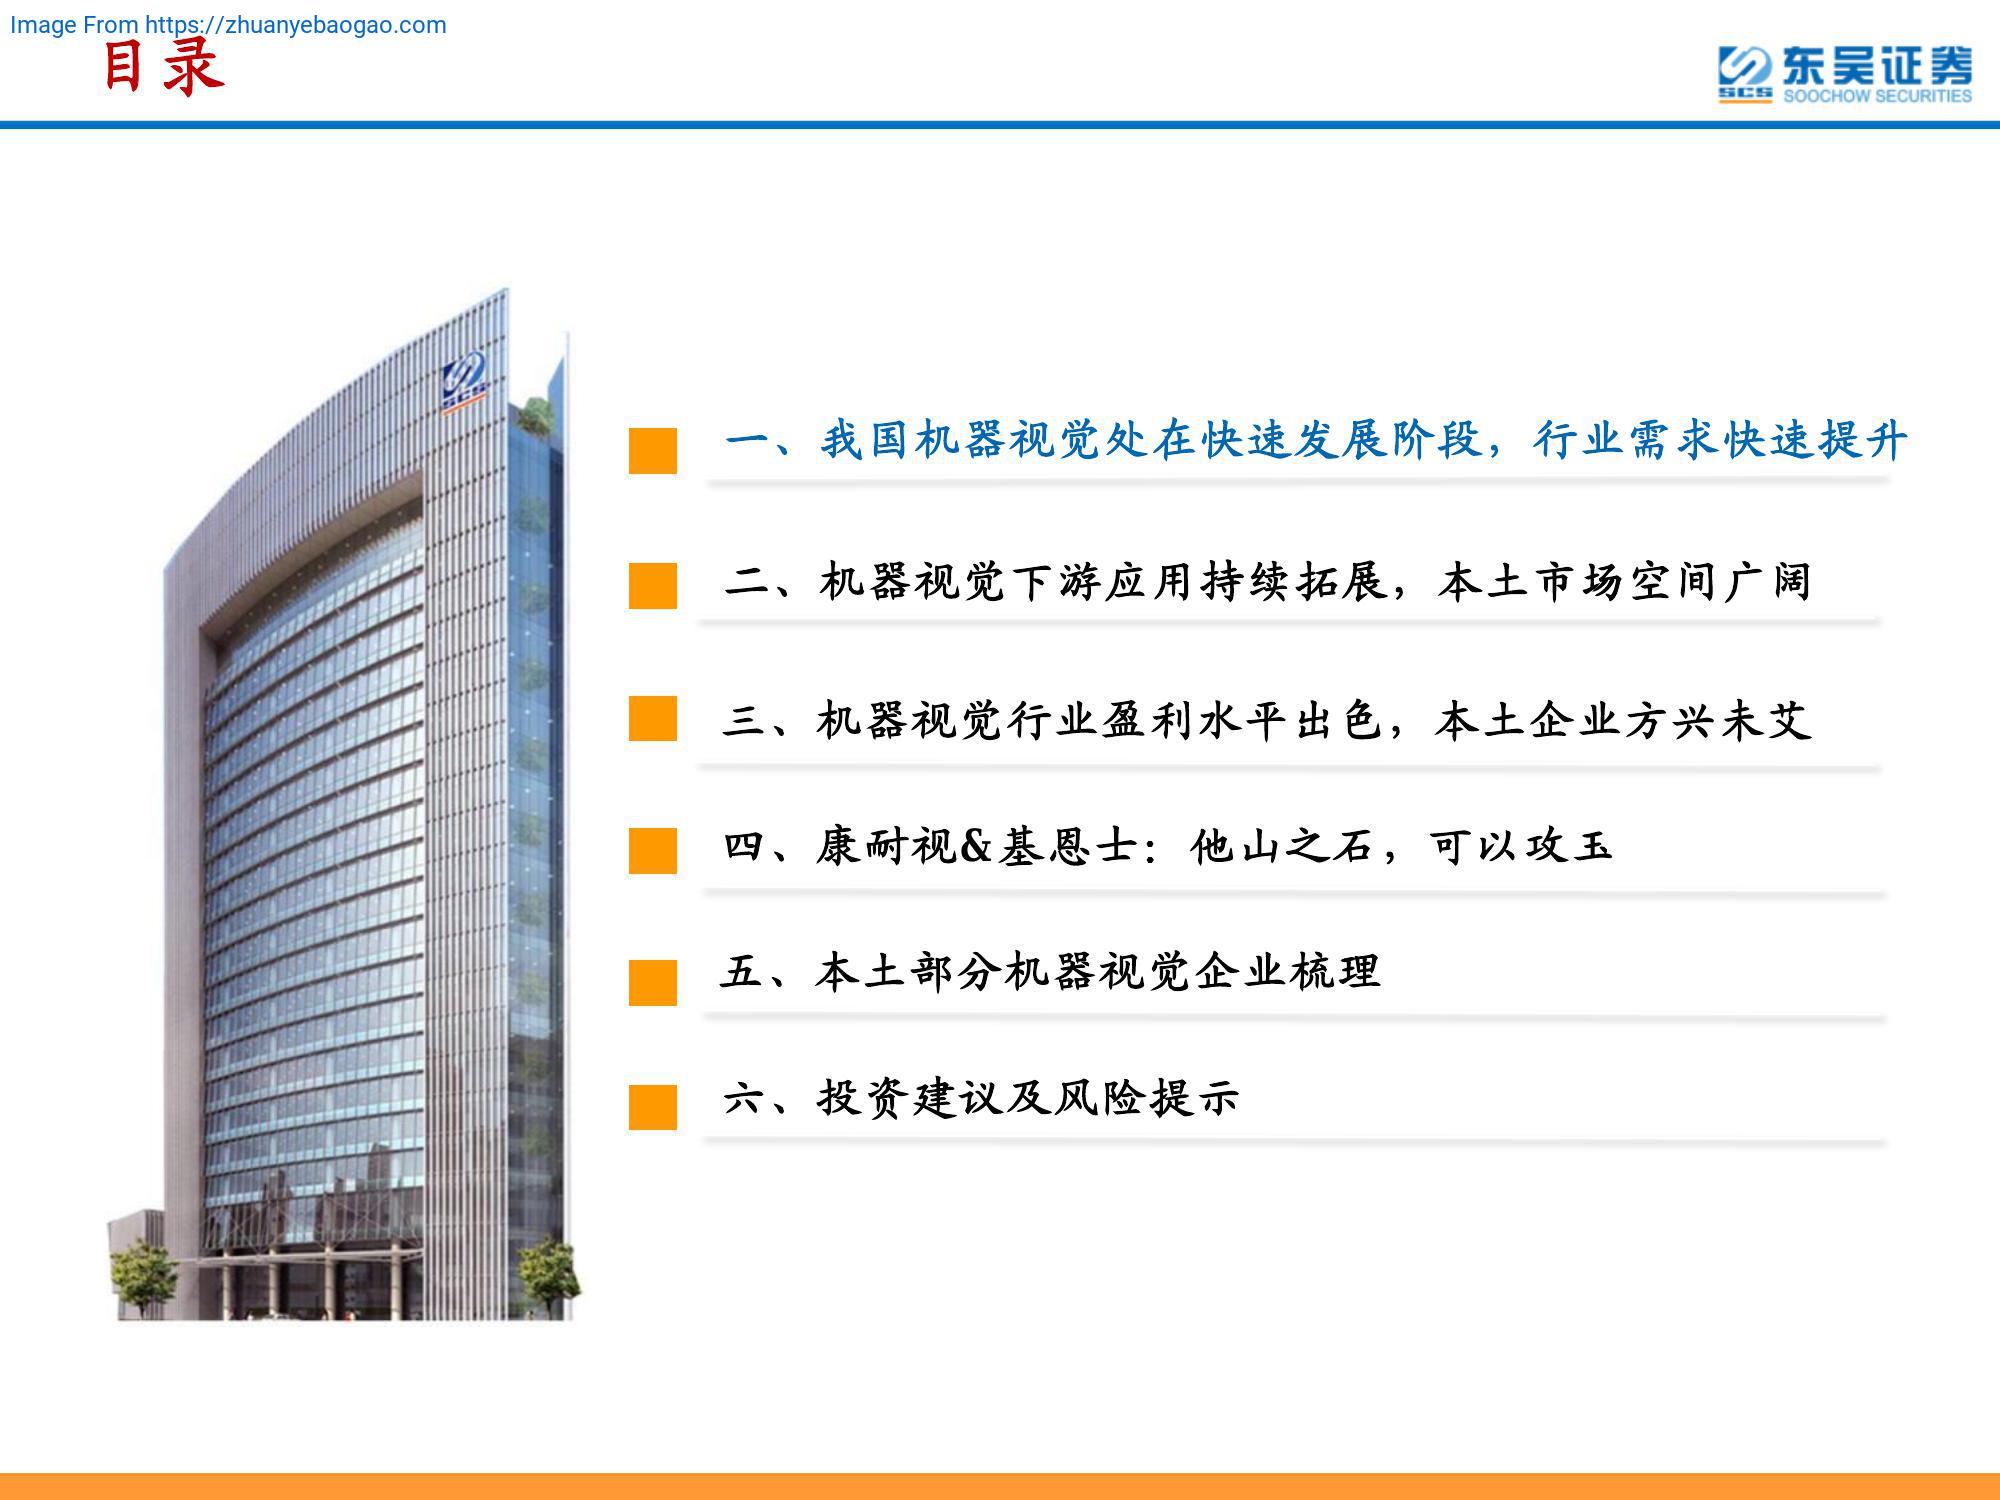 Image From https://zhuanyebaogao.com
目录
东吴证券
SCS
SOOCHOW SECURITIES
SCS
一、我国机器视觉处在快速发展阶段，行业需求快速提升
二、机器视觉下游应用持续拓展，本土市场空间广阔
三、机器视觉行业盈利水平出色，本土企业方兴未艾
四、康耐视&基恩士：他山之石，可以攻玉
五、本土部分机器视觉企业梳理
六、投资建议及风险提示